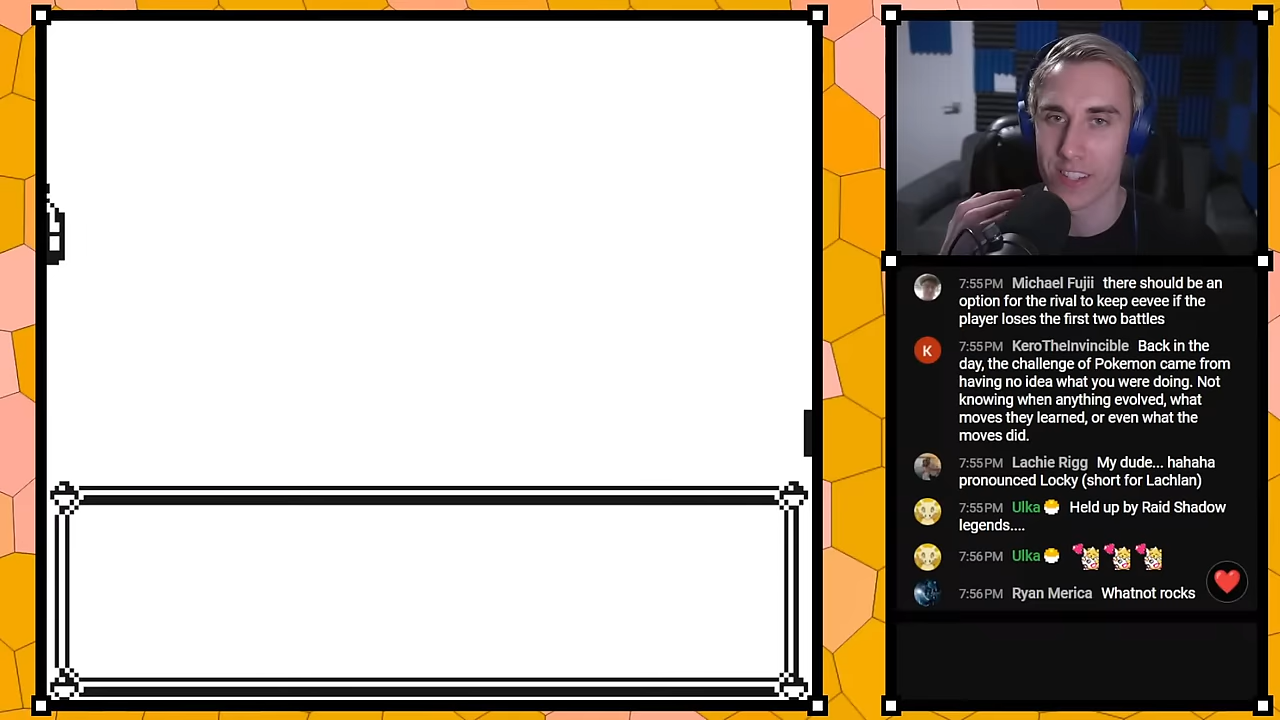 7:55PM Michael Fujii there should be an
option for the rival to keep eevee if the
player loses the first two battles
K
7:55PM KeroTheInvincible Back in the
day, the challenge of Pokemon came from
having no idea what you were doing. Not
knowing when anything evolved, what
moves they learned, or even what the
moves did.
7:55PM Lachie Rigg My dude... hahaha
pronounced Locky (short for Lachlan)
7:55PM Ulka Held up by Raid Shadow
legends....
7:56PM Ulka
7:56PM Ryan Merica Whatnot rocks